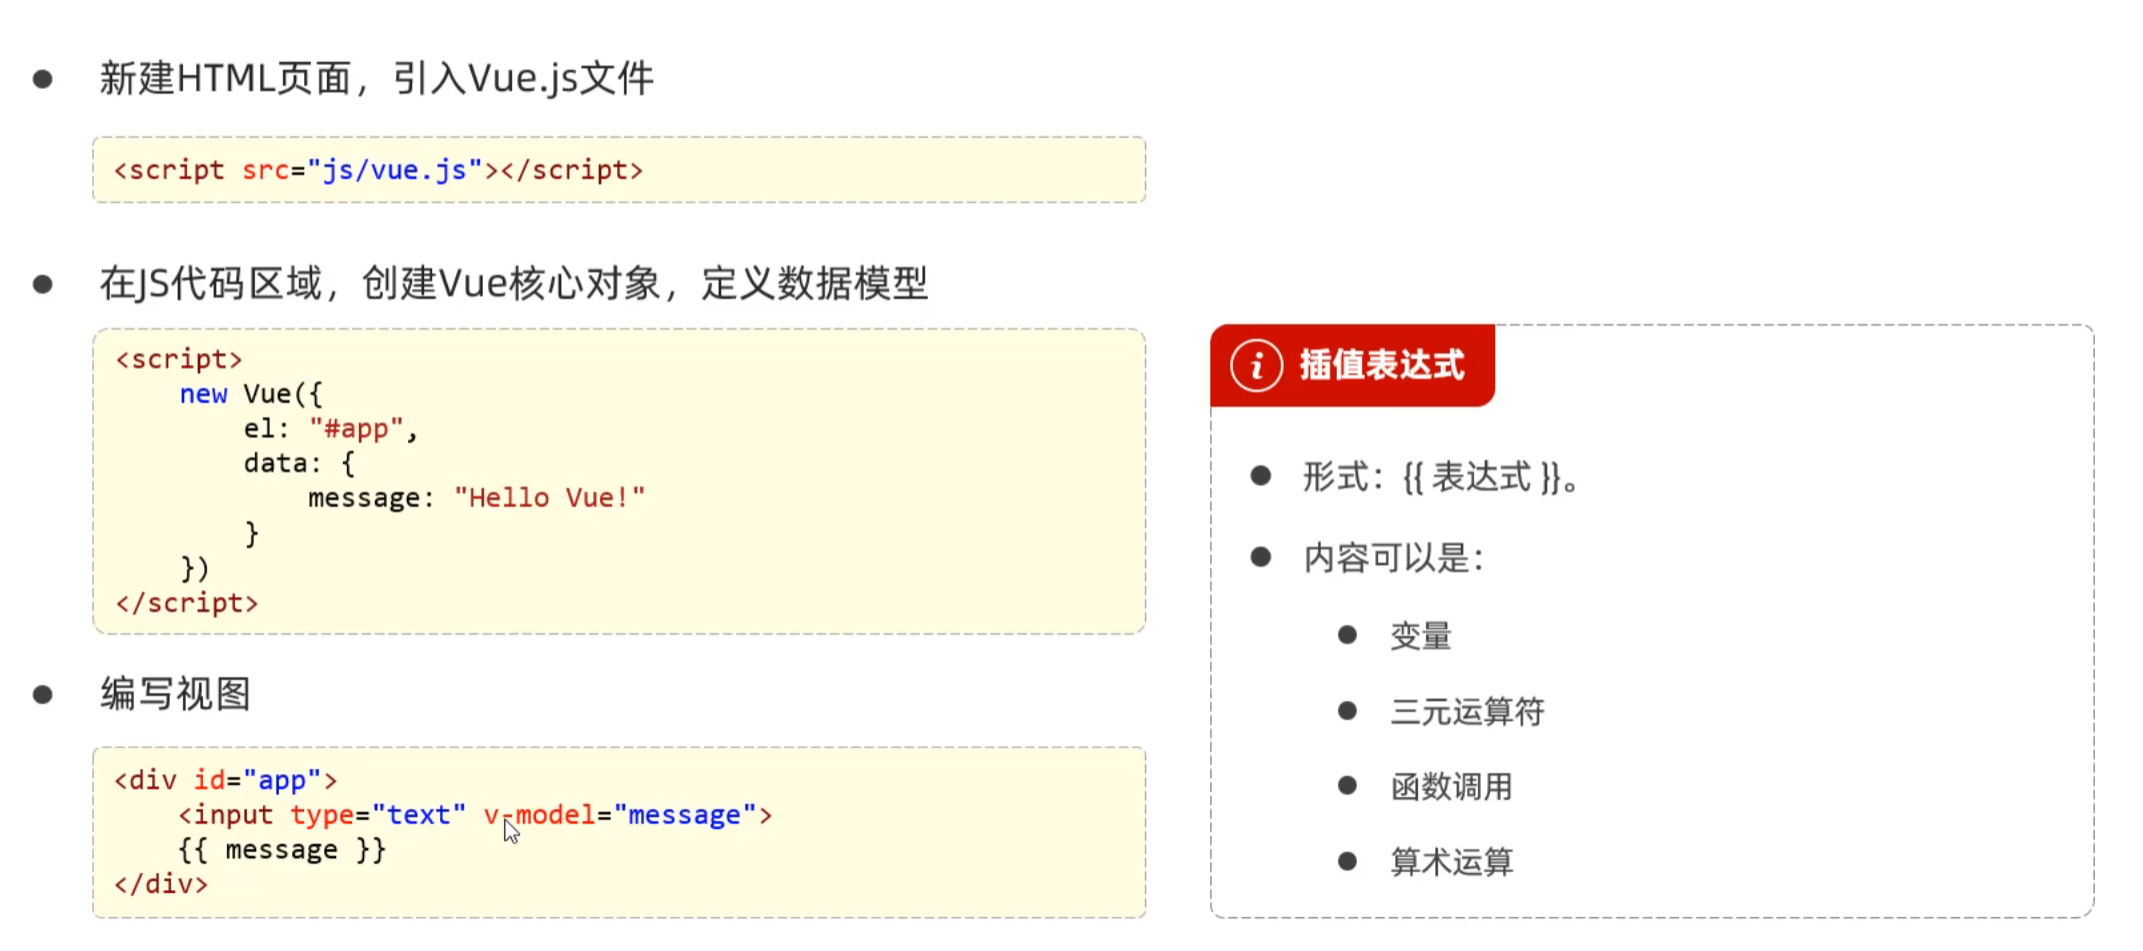 新建HTML页面，引入Vue.js文件
<script src="js/vue.js"></script>
在JS代码区域，创建Vue核心对象，定义数据模型
<script>
    new Vue({
        el: "#app",
        data: {
            message: "Hello Vue!"
        }
    })
</script>
编写视图
<div id="app">
    <input type="text" v-model="message">
    {{ message }}
</div>
插值表达式
形式：{{ 表达式 }}。
内容可以是：
变量
三元运算符
函数调用
算术运算